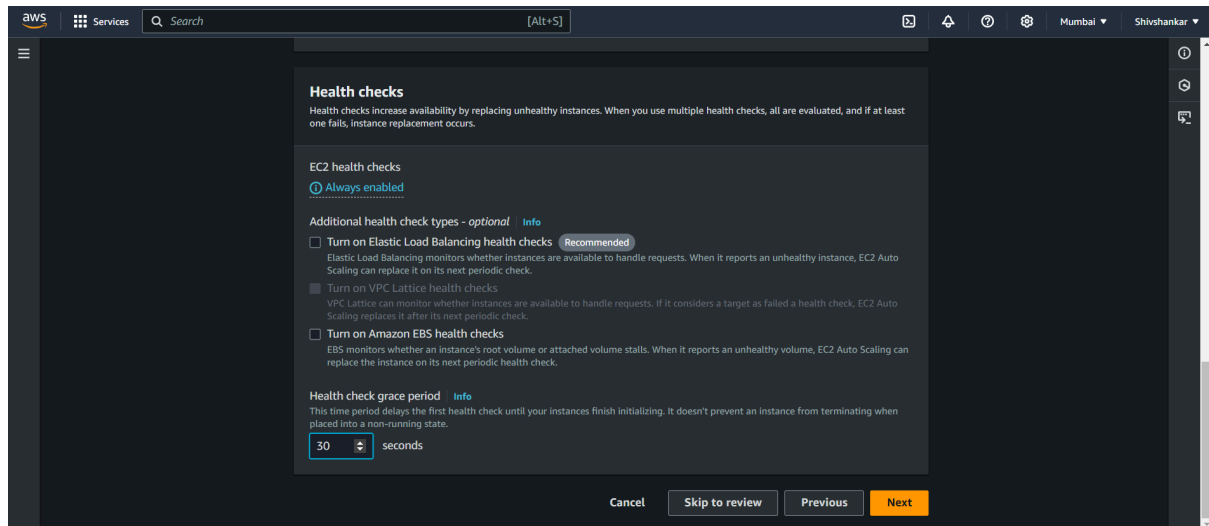 aws
Services
Search
[Alt+S]
Mumbai ▼
Shivshankar ▼
Health checks
Health checks increase availability by replacing unhealthy instances. When you use multiple health checks, all are evaluated, and if at least
one fails, instance replacement occurs.
EC2 health checks
Always enabled
Additional health check types - optional | Info
Turn on Elastic Load Balancing health checks Recommended
Elastic Load Balancing monitors whether instances are available to handle requests. When it reports an unhealthy instance, EC2 Auto
Scaling can replace it on its next periodic check.
Turn on VPC Lattice health checks
VPC Lattice can monitor whether instances are available to handle requests. If it considers a target as failed a health check, EC2 Auto
Scaling replaces it after its next periodic check.
Turn on Amazon EBS health checks
EBS monitors whether an instance's root volume or attached volume stalls. When it reports an unhealthy volume, EC2 Auto Scaling can
replace the instance on its next periodic health check.
Health check grace period | Info
This time period delays the first health check until your instances finish initializing. It doesn't prevent an instance from terminating when
placed into a non-running state.
30 seconds
Cancel
Skip to review
Previous
Next